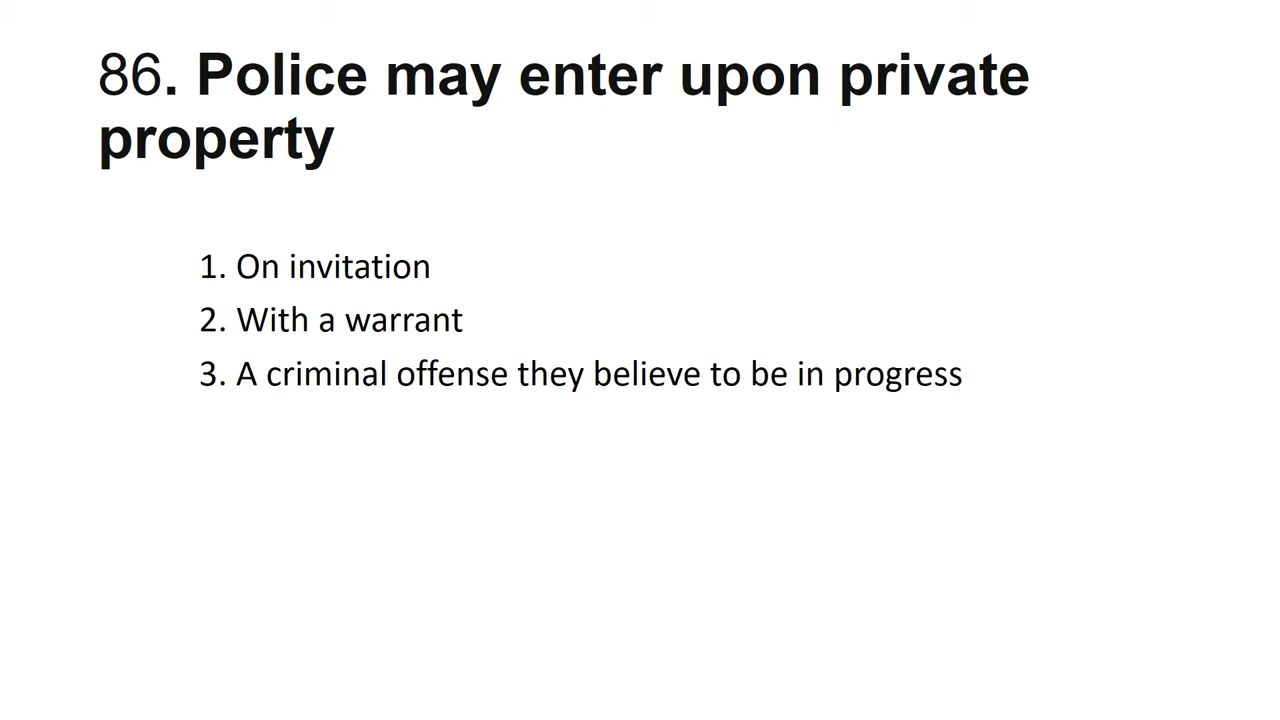 86. Police may enter upon private
property
1. On invitation
2. With a warrant
3. A criminal offense they believe to be in progress